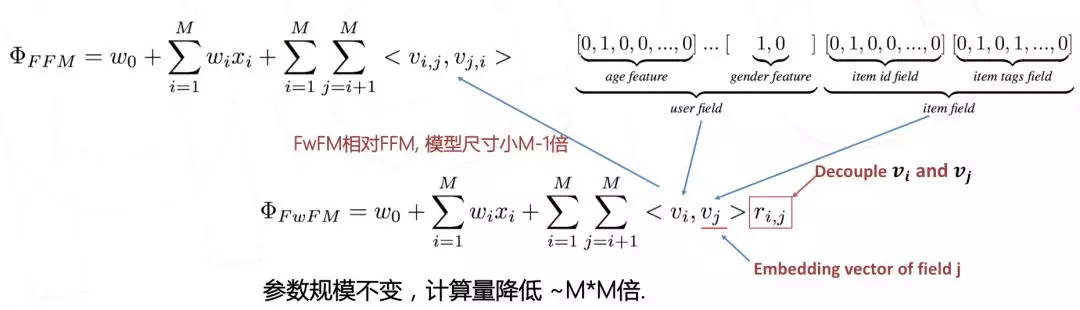 Φ_{FFM} = w_0 + \sum_{i=1}^{M} w_i x_i + \sum_{i=1}^{M} \sum_{j=i+1}^{M} < v_{i,j}, v_{j,i} >
[0, 1, 0, 0, ..., 0] ... [ 1, 0 ] [0, 1, 0, 0, ..., 0] [0, 1, 0, 1, ..., 0]
age feature gender feature item id field item tags field
user field item field
FwFM相对FFM, 模型尺寸小M-1倍
Decouple v_i and v_j
Φ_{FwFM} = w_0 + \sum_{i=1}^{M} w_i x_i + \sum_{i=1}^{M} \sum_{j=i+1}^{M} < v_i, v_j > r_{i,j}
Embedding vector of field j
参数规模不变，计算量降低 ~M*M倍.